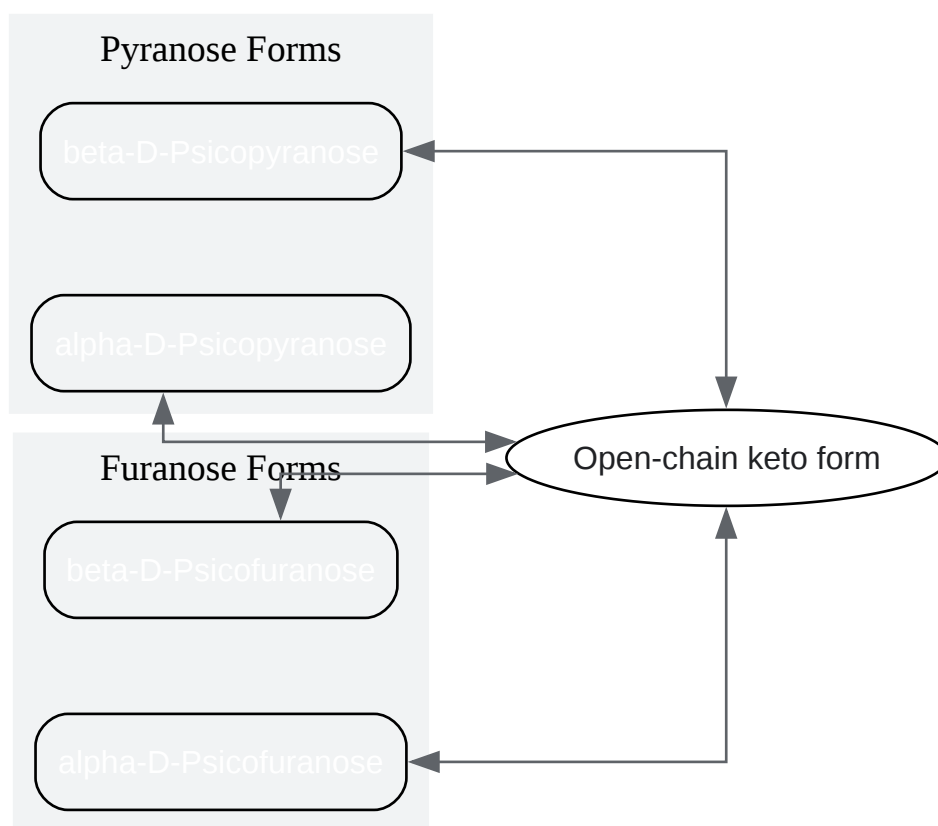 Pyranose Forms
beta-D-Psicopyranose
alpha-D-Psicopyranose
Open-chain keto form
Furanose Forms
beta-D-Psicofuranose
alpha-D-Psicofuranose